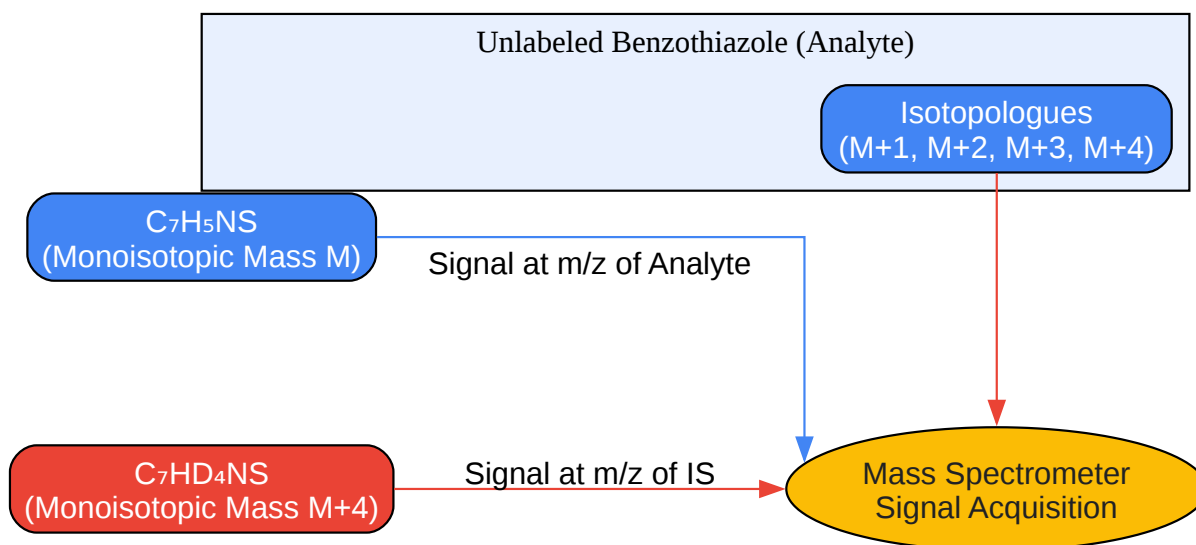 Unlabeled Benzothiazole (Analyte)
Isotopologues
(M+1, M+2, M+3, M+4)
C₇H₅NS
(Monoisotopic Mass M)
Signal at m/z of Analyte
C₇HD₄NS
(Monoisotopic Mass M+4)
Signal at m/z of IS
Mass Spectrometer
Signal Acquisition